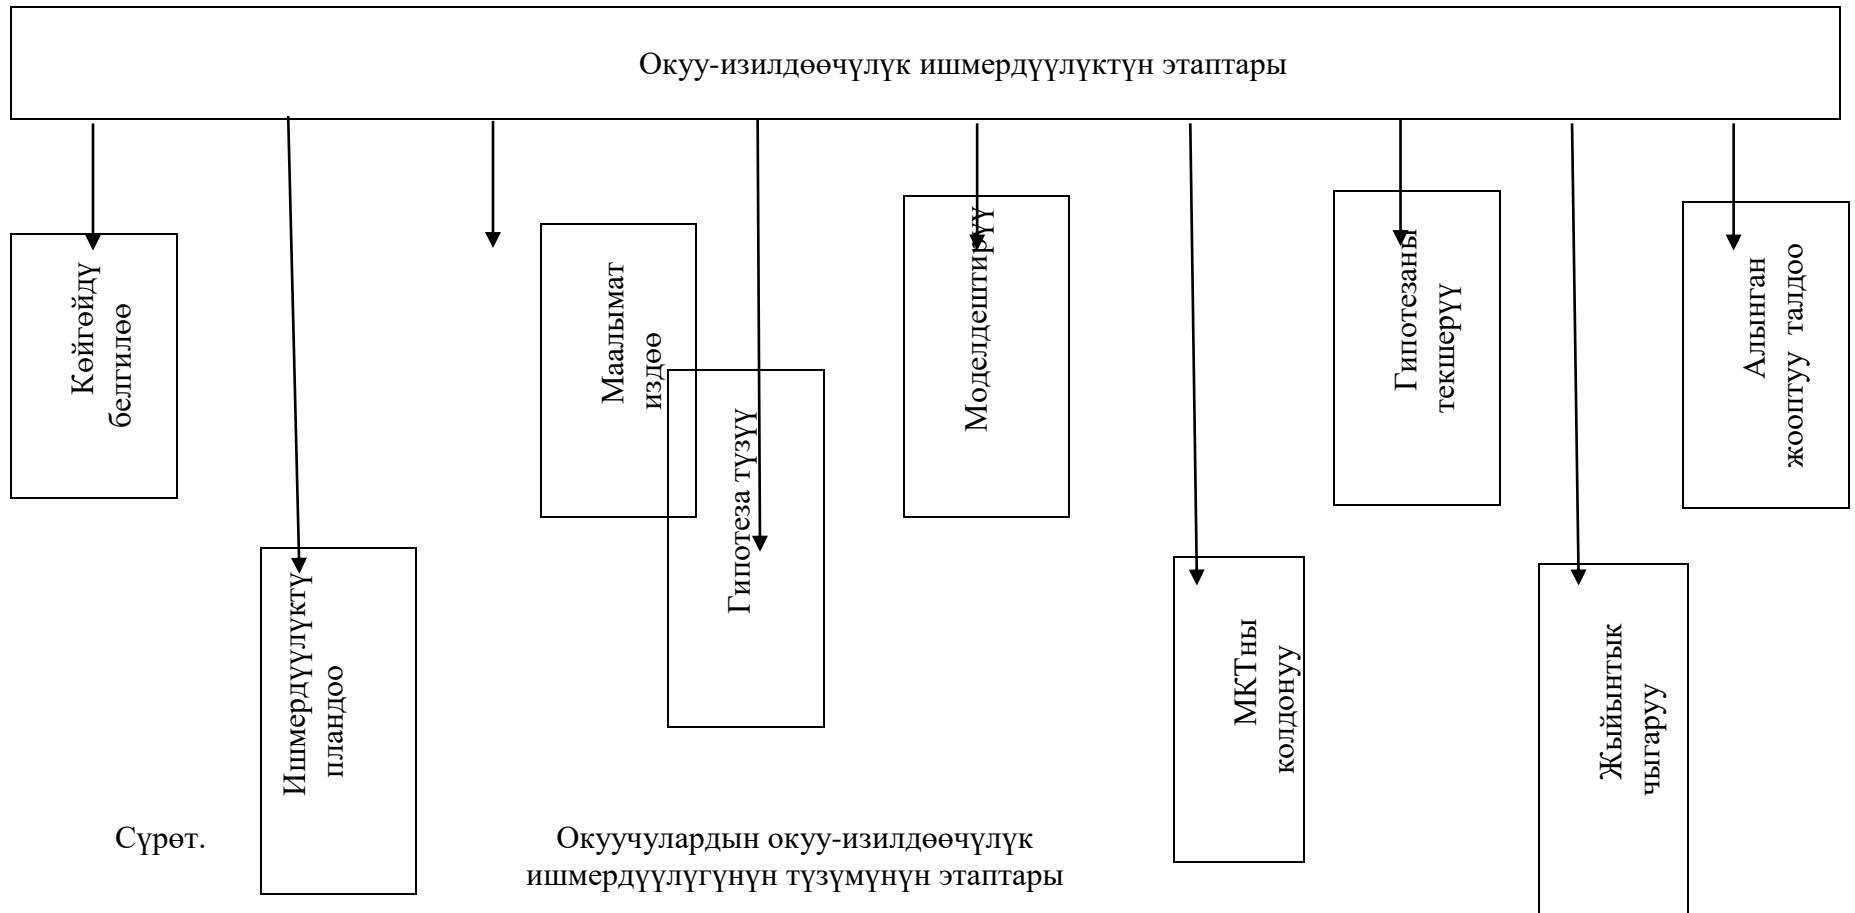 Окуу-изилдөөчүлүк ишмердүүлүктүн этаптары
Көйгөйдү
белгилөө
Ишмердүүлүктү
пландоо
Маалымат
издөө
Гипотеза түзүү
Моделдештирүү
МКТны
колдонуу
Гипотезаны
текшерүү
Жыйынтык
чыгаруу
Алынган
жооптуу талдоо
Сүрөт.
Окуучулардын окуу-изилдөөчүлүк
ишмердүүлүгүнүн түзүмүнүн этаптары